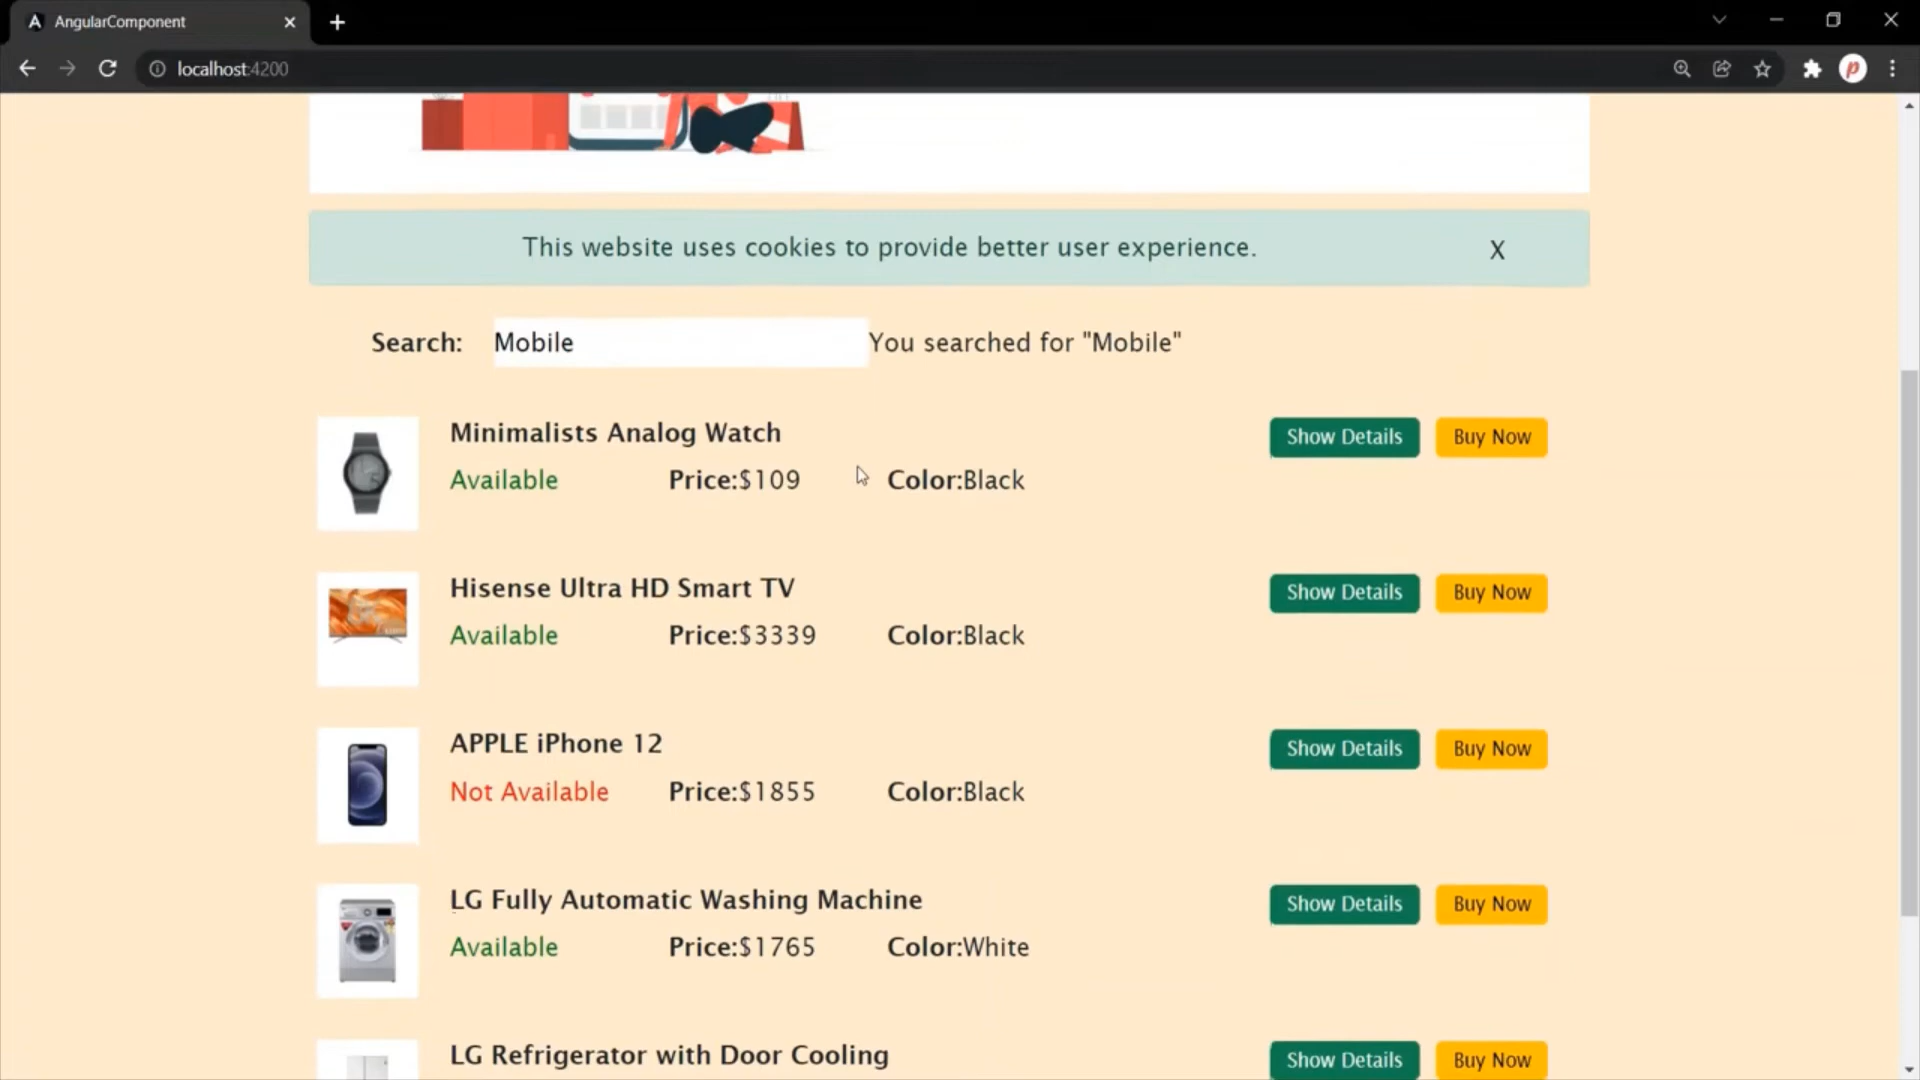 AngularComponent
localhost:4200
This website uses cookies to provide better user experience. X
Search: Mobile You searched for "Mobile"
Minimalists Analog Watch Show Details Buy Now
Available Price:$109 Color:Black
Hisense Ultra HD Smart TV Show Details Buy Now
Available Price:$3339 Color:Black
APPLE iPhone 12 Show Details Buy Now
Not Available Price:$1855 Color:Black
LG Fully Automatic Washing Machine Show Details Buy Now
Available Price:$1765 Color:White
LG Refrigerator with Door Cooling Show Details Buy Now